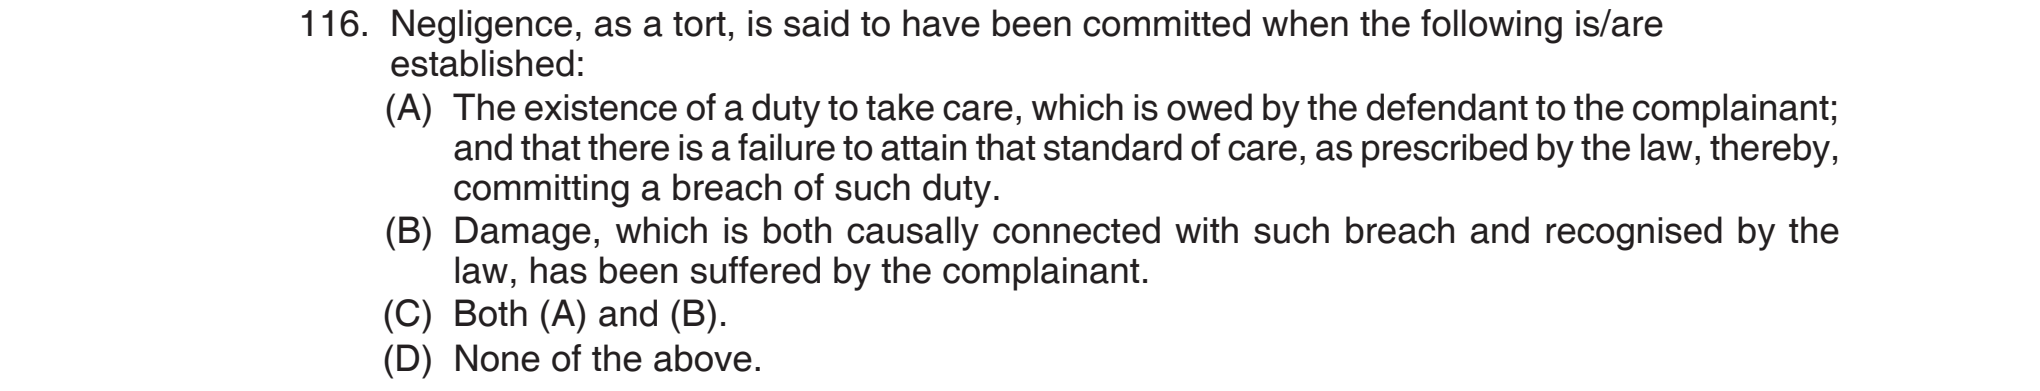 116. Negligence, as a tort, is said to have been committed when the following is/are
established:
(A) The existence of a duty to take care, which is owed by the defendant to the complainant;
and that there is a failure to attain that standard of care, as prescribed by the law, thereby,
committing a breach of such duty.
(B) Damage, which is both causally connected with such breach and recognised by the
law, has been suffered by the complainant.
(C) Both (A) and (B).
(D) None of the above.